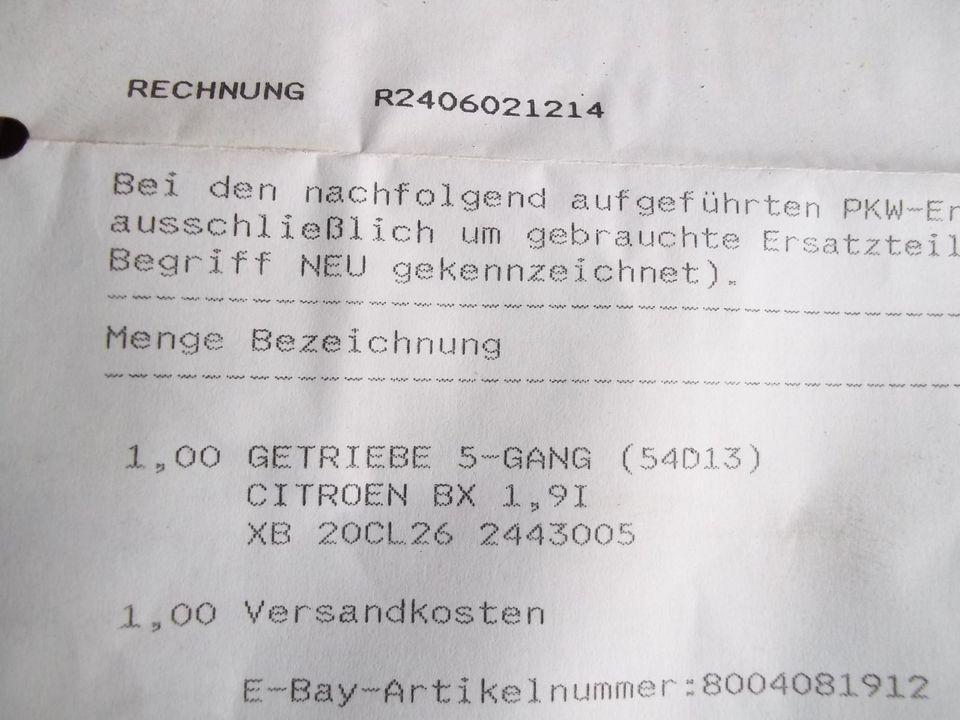 RECHNUNG R2406021214
Bei den nachfolgend aufgeführten PKW-Er
ausschließlich um gebrauchte Ersatzteil
Begriff NEU gekennzeichnet).
Menge Bezeichnung
1,00 GETRIEBE 5-GANG (54D13)
CITROEN BX 1,9I
XB 20CL26 2443005
1,00 Versandkosten
E-Bay-Artikelnummer:8004081912